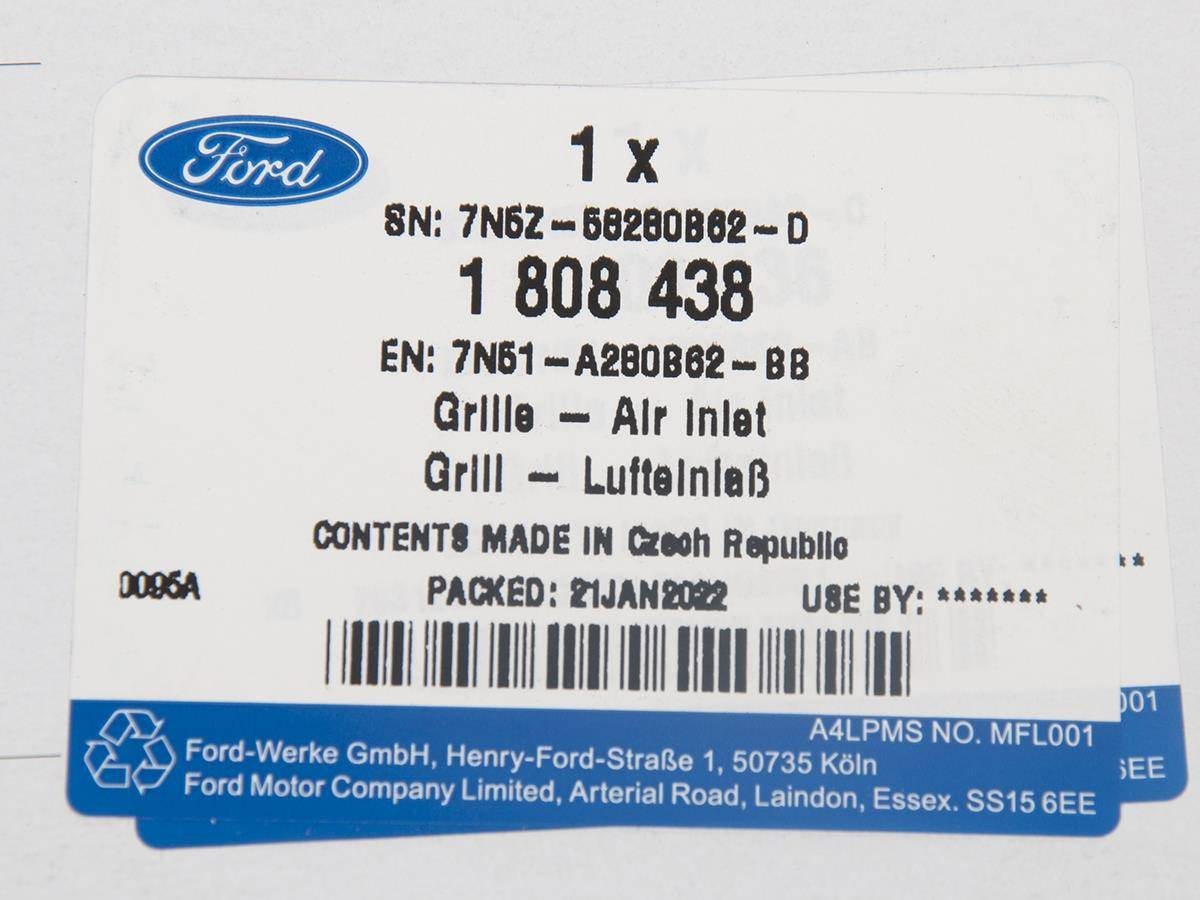 Ford
1 x
SN: 7N5Z-58280B62-D
1 808 438
EN: 7N51-A280B62-BB
Grille - Air Inlet
Grill - Lufteinlaß
CONTENTS MADE IN Czech Republic
0095A PACKED: 21JAN2022 USE BY: *******
**
A4LPMS NO. MFL001
001
Ford-Werke GmbH, Henry-Ford-Straße 1, 50735 Köln
Ford Motor Company Limited, Arterial Road, Laindon, Essex. SS15 6EE
6EE